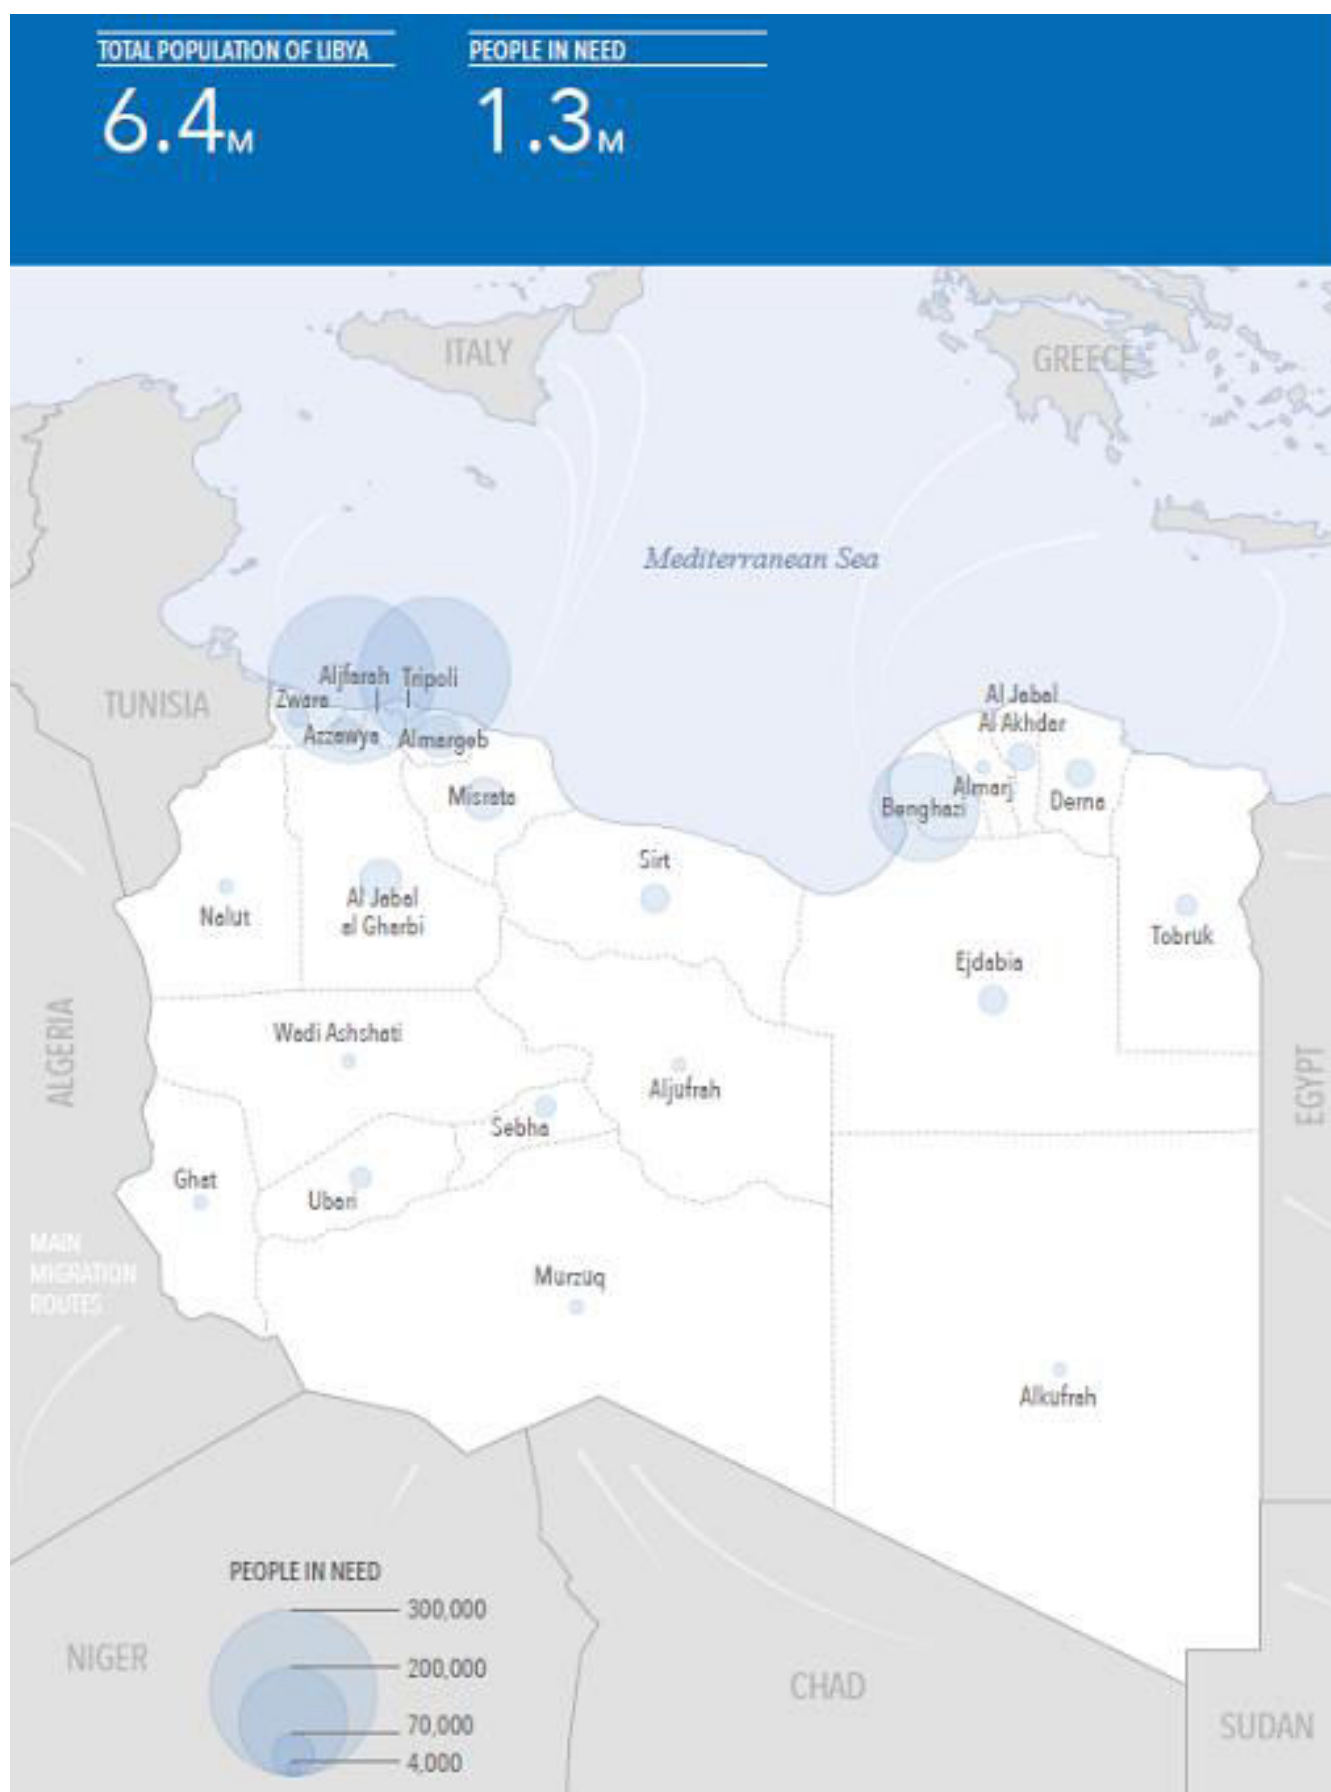 TOTAL POPULATION OF LIBYA
6.4M
PEOPLE IN NEED
1.3M
ITALY
GREECE
Mediterranean Sea
TUNISIA
Aljfarah
Tripoli
Zwara
Azzawya
Almargeb
Misrata
Al Jabal
Al Akhdar
Almarj
Benghazi
Derna
Sirt
Nalut
Al Jabal
al Gharbi
Tobruk
Ejdabia
ALGERIA
Wadi Ashshati
Aljufrah
EGYPT
Sebha
Ghat
Ubari
MAIN
MIGRATION
ROUTES
Murzuq
Alkufrah
PEOPLE IN NEED
300,000
200,000
70,000
4,000
NIGER
CHAD
SUDAN